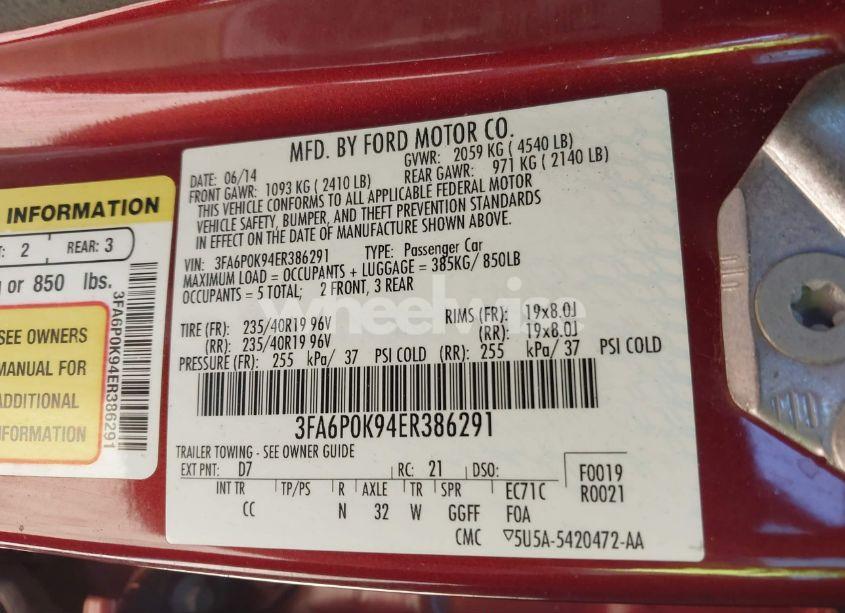 MFD. BY FORD MOTOR CO.
DATE: 06/14 GVWR: 2059 KG ( 4540 LB)
FRONT GAWR: 1093 KG ( 2410 LB) REAR GAWR: 971 KG ( 2140 LB)
THIS VEHICLE CONFORMS TO ALL APPLICABLE FEDERAL MOTOR
VEHICLE SAFETY, BUMPER, AND THEFT PREVENTION STANDARDS
IN EFFECT ON THE DATE OF MANUFACTURE SHOWN ABOVE.
VIN: 3FA6P0K94ER386291 TYPE: Passenger Car
MAXIMUM LOAD = OCCUPANTS + LUGGAGE = 385KG/ 850LB
OCCUPANTS = 5 TOTAL; 2 FRONT, 3 REAR
TIRE (FR): 235/40R19 96V RIMS (FR): 19x8.0J
(RR): 235/40R19 96V (RR): 19x8.0J
PRESSURE (FR): 255 kPa/ 37 PSI COLD (RR): 255 kPa/ 37 PSI COLD
3FA6P0K94ER386291
TRAILER TOWING - SEE OWNER GUIDE
EXT PNT: D7 RC: 21 DSO: F0019
R0021
INT TR TP/PS R AXLE TR SPR EC71C
CC N 32 W GGFF FOA
CMC ▽5U5A-5420472-AA
INFORMATION
2 REAR: 3
or 850 lbs.
SEE OWNERS
MANUAL FOR
ADDITIONAL
INFORMATION
3FA6P0K94ER386291
wheelwise